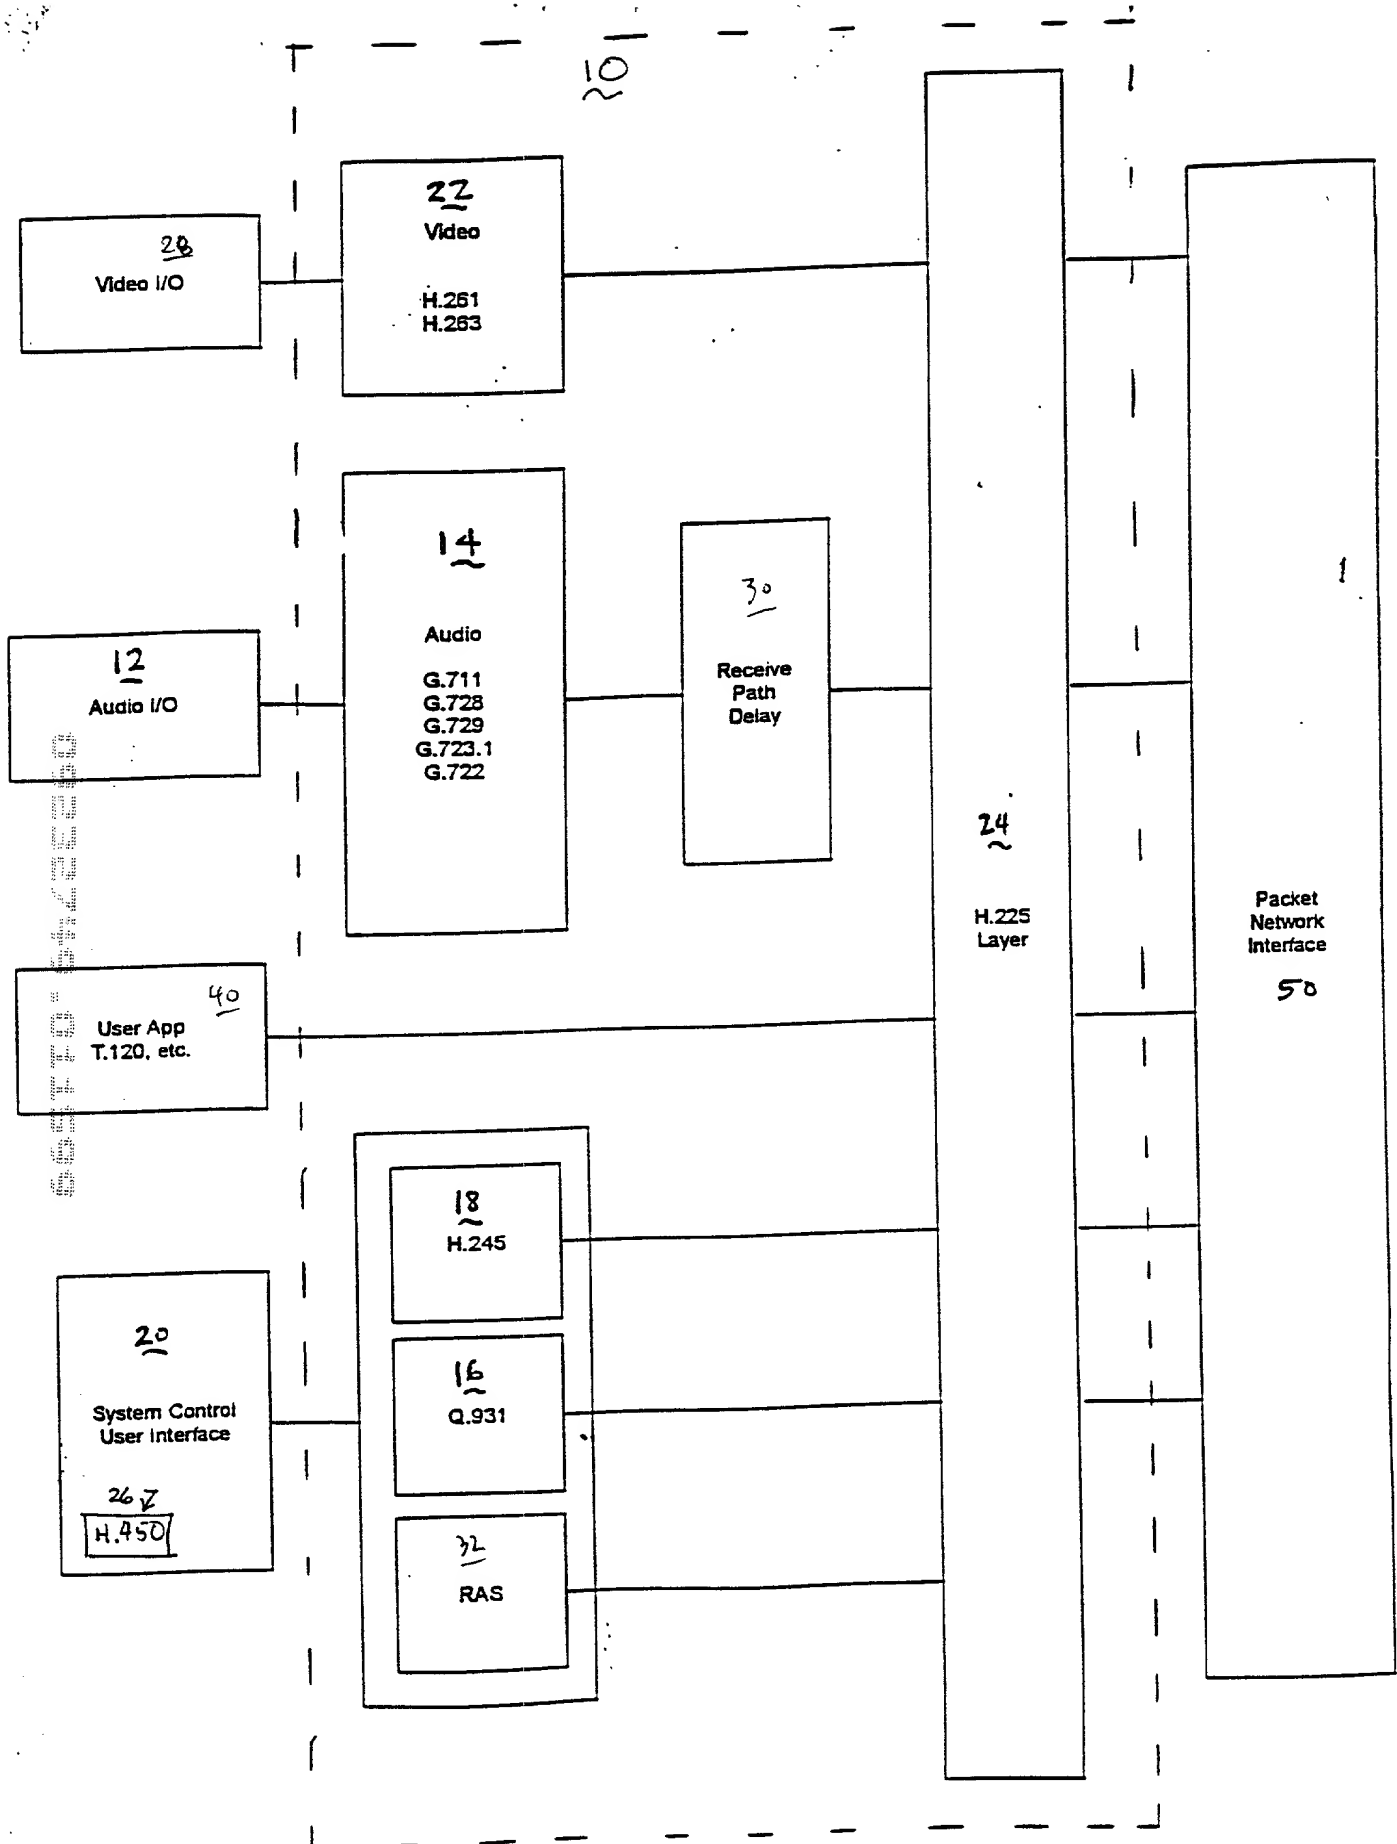 10
22
Video
H.261
H.263
28
Video I/O
14
Audio
G.711
G.728
G.729
G.723.1
G.722
30
Receive
Path
Delay
12
Audio I/O
24
H.225
Layer
Packet
Network
Interface
50
40
User App
T.120, etc.
18
H.245
20
System Control
User Interface
26
H.450
16
Q.931
32
RAS